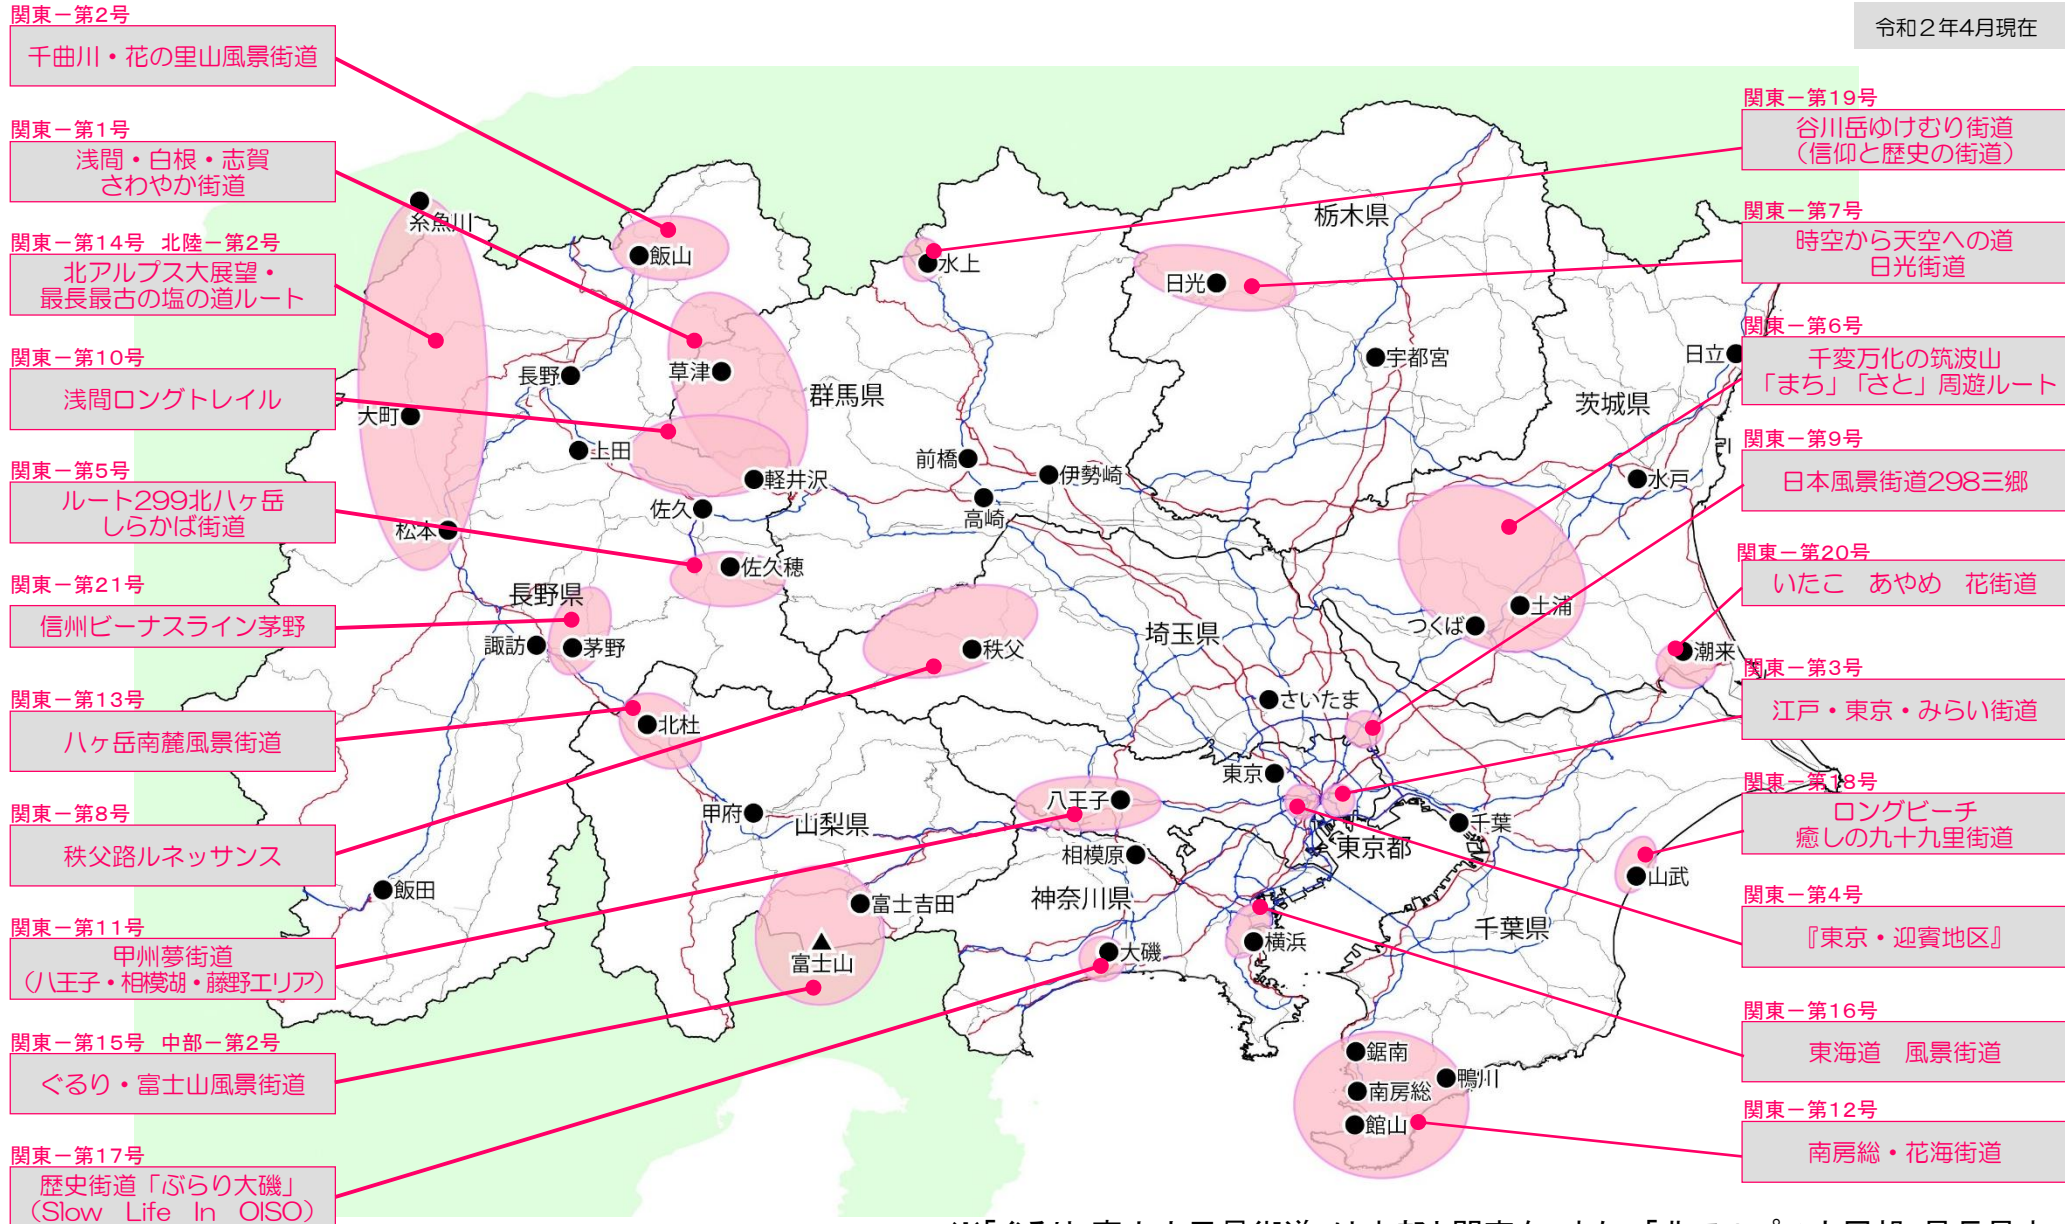 令和２年4月現在
関東－第2号
千曲川・花の里山風景街道
関東－第1号
浅間・白根・志賀
さわやか街道
関東－第14号 北陸－第2号
北アルプス大展望・
最長最古の塩の道ルート
関東－第10号
浅間ロングトレイル
関東－第5号
ルート299北八ヶ岳
しらかば街道
関東－第21号
信州ビーナスライン茅野
関東－第13号
八ヶ岳南麓風景街道
関東－第8号
秩父路ルネッサンス
関東－第11号
甲州夢街道
（八王子・相模湖・藤野エリア）
関東－第15号 中部－第2号
ぐるり・富士山風景街道
関東－第17号
歴史街道「ぶらり大磯」
（Slow Life In OISO）
糸魚川
飯山
水上
栃木県
日光
長野
草津
群馬県
宇都宮
日立
大町
茨城県
上田
前橋
軽井沢
伊勢崎
水戸
佐久
高崎
松本
佐久穂
長野県
土浦
つくば
埼玉県
諏訪
茅野
秩父
潮来
さいたま
北杜
東京
八王子
甲府
山梨県
千葉
東京都
相模原
山武
飯田
富士吉田
神奈川県
千葉県
大磯
横浜
富士山
鋸南
鴨川
南房総
館山
関東－第19号
谷川岳ゆけむり街道
（信仰と歴史の街道）
関東－第7号
時空から天空への道
日光街道
関東－第6号
千変万化の筑波山
「まち」「さと」周遊ルート
関東－第9号
日本風景街道298三郷
関東－第20号
いたこ あやめ 花街道
関東－第3号
江戸・東京・みらい街道
関東－第18号
ロングビーチ
癒しの九十九里街道
関東－第4号
『東京・迎賓地区』
関東－第16号
東海道 風景街道
関東－第12号
南房総・花海街道